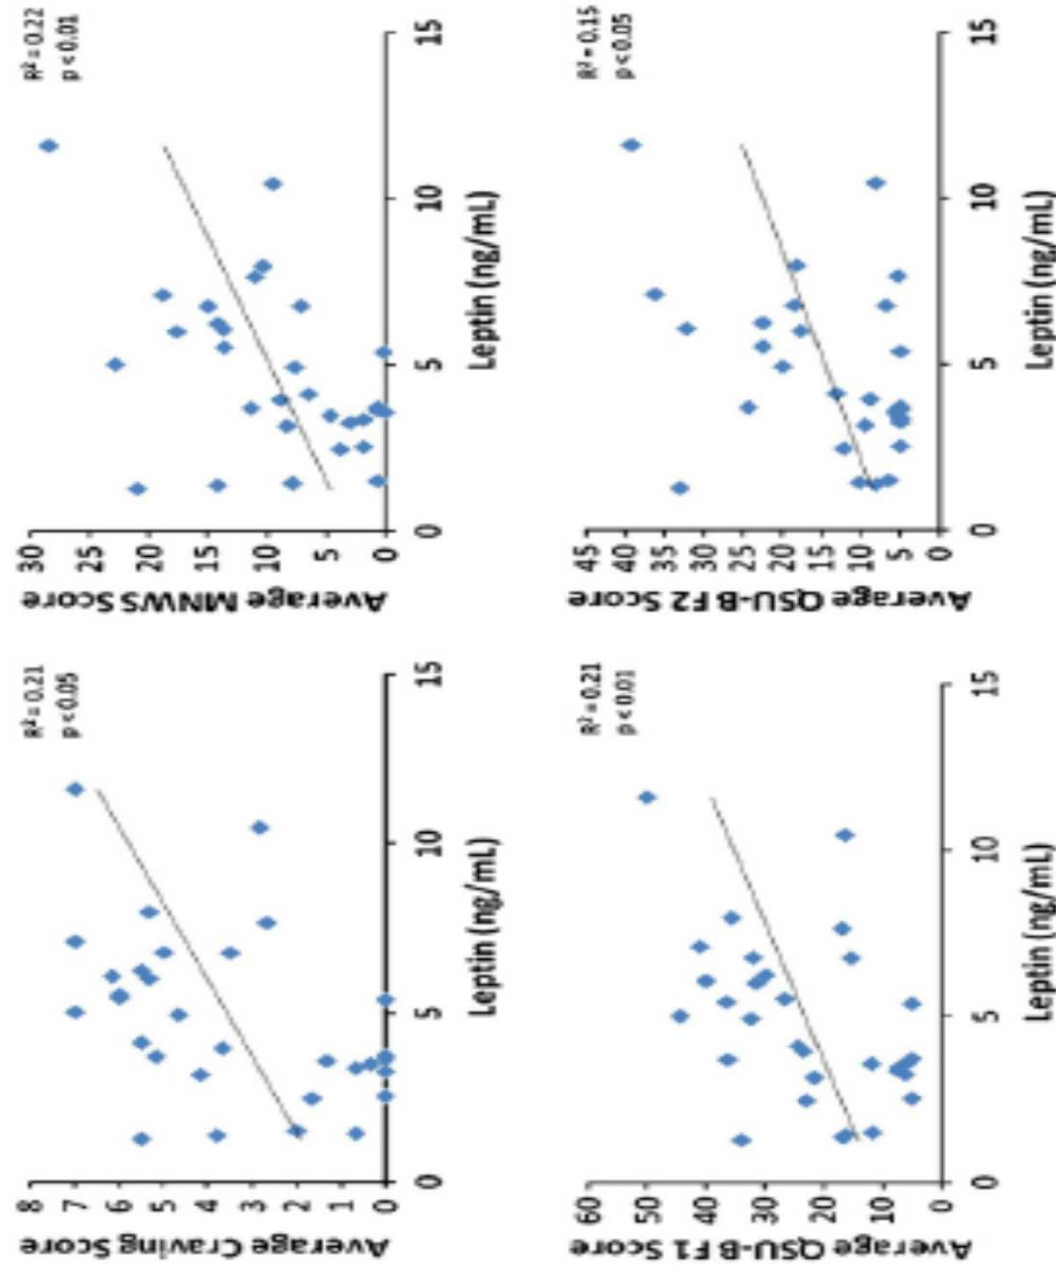 Average Craving Score
8
7
6
5
4
3
2
1
0
R² = 0.21
p < 0.05
0 5 10 15
Leptin (ng/mL)
Average MNWS Score
30
25
20
15
10
5
0
R² = 0.22
p < 0.01
0 5 10 15
Leptin (ng/mL)
Average QSU-B F1 Score
60
50
40
30
20
10
0
R² = 0.21
p < 0.01
0 5 10 15
Leptin (ng/mL)
Average QSU-B F2 Score
45
40
35
30
25
20
15
10
5
0
R² = 0.15
p < 0.05
0 5 10 15
Leptin (ng/mL)